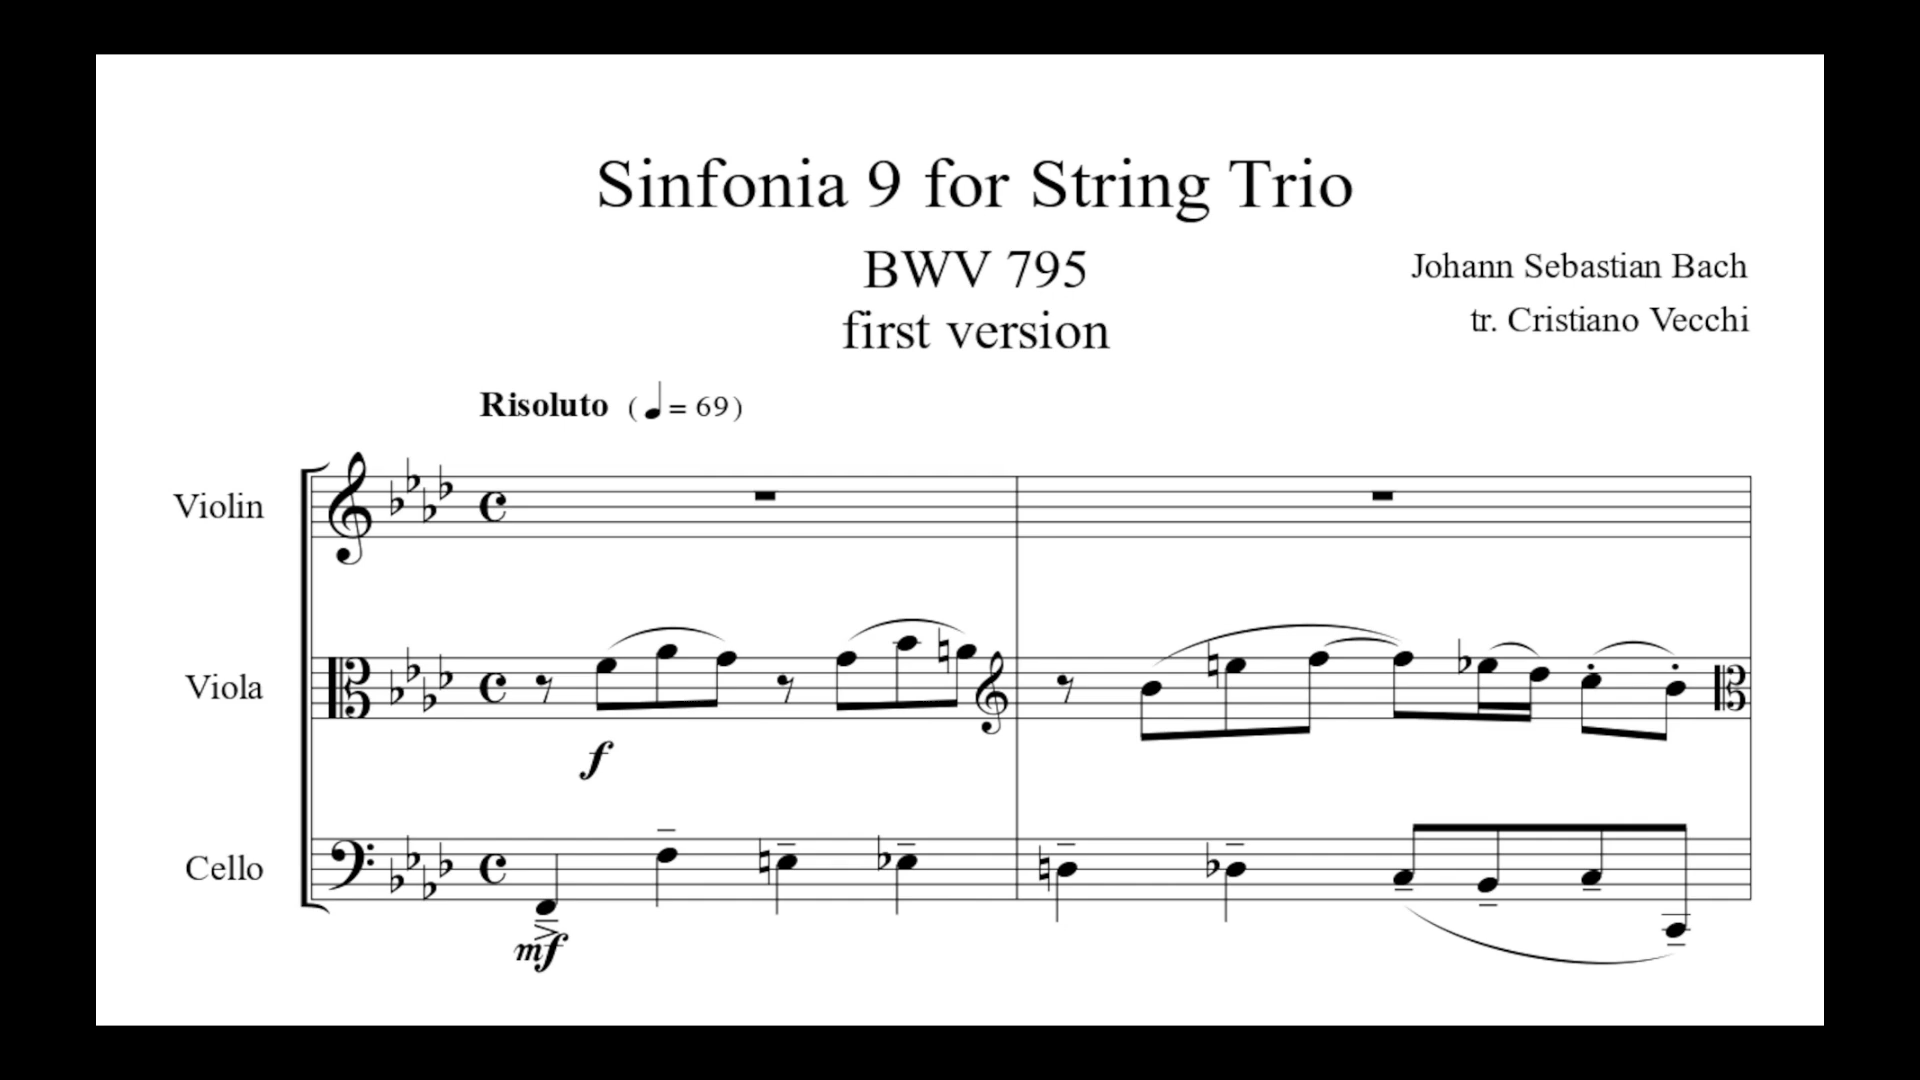 Sinfonia 9 for String Trio
BWV 795
first version
Johann Sebastian Bach
tr. Cristiano Vecchi
Risoluto (♩= 69)
Violin
Viola
f
Cello
mf